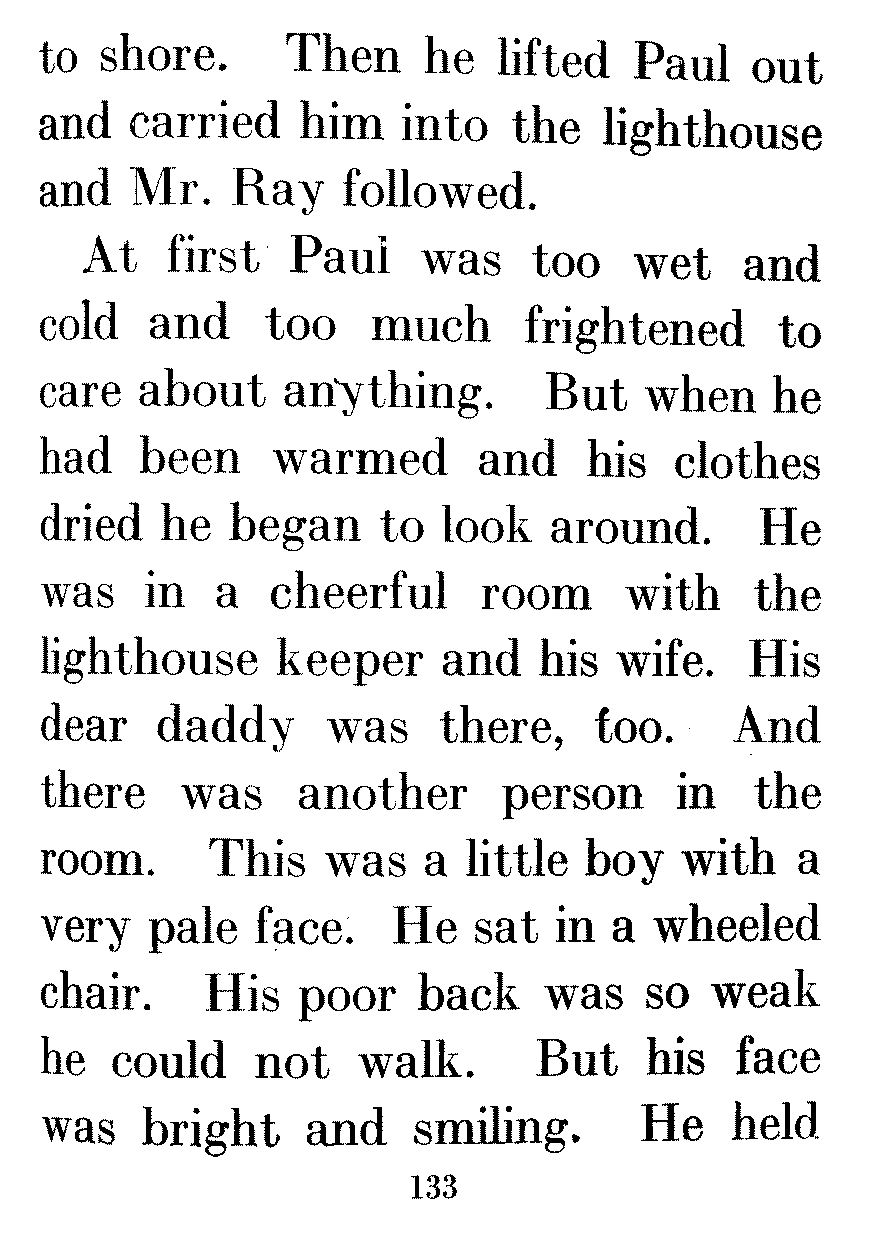 to shore. Then he lifted Paul out
and carried him into the lighthouse
and Mr. Ray followed.
At first Paul was too wet and
cold and too much frightened to
care about anything. But when he
had been warmed and his clothes
dried he began to look around. He
was in a cheerful room with the
lighthouse keeper and his wife. His
dear daddy was there, too. And
there was another person in the
room. This was a little boy with a
very pale face. He sat in a wheeled
chair. His poor back was so weak
he could not walk. But his face
was bright and smiling. He held
133